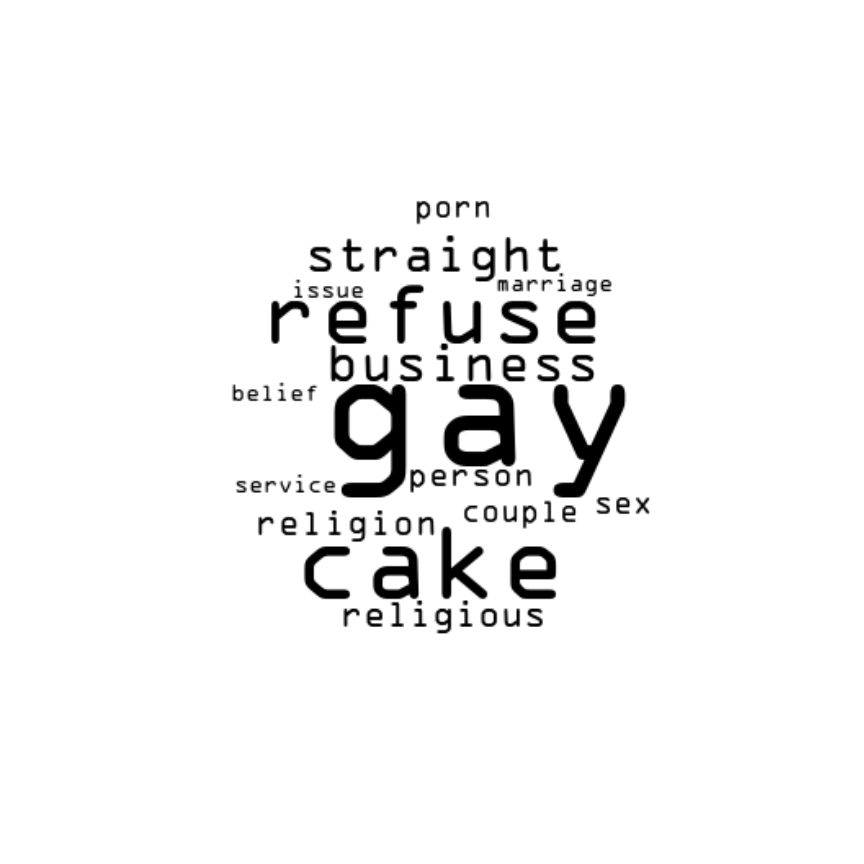 porn
straight
issue marriage
refuse
business
belief
gay
service person
couple sex
religion
cake
religious